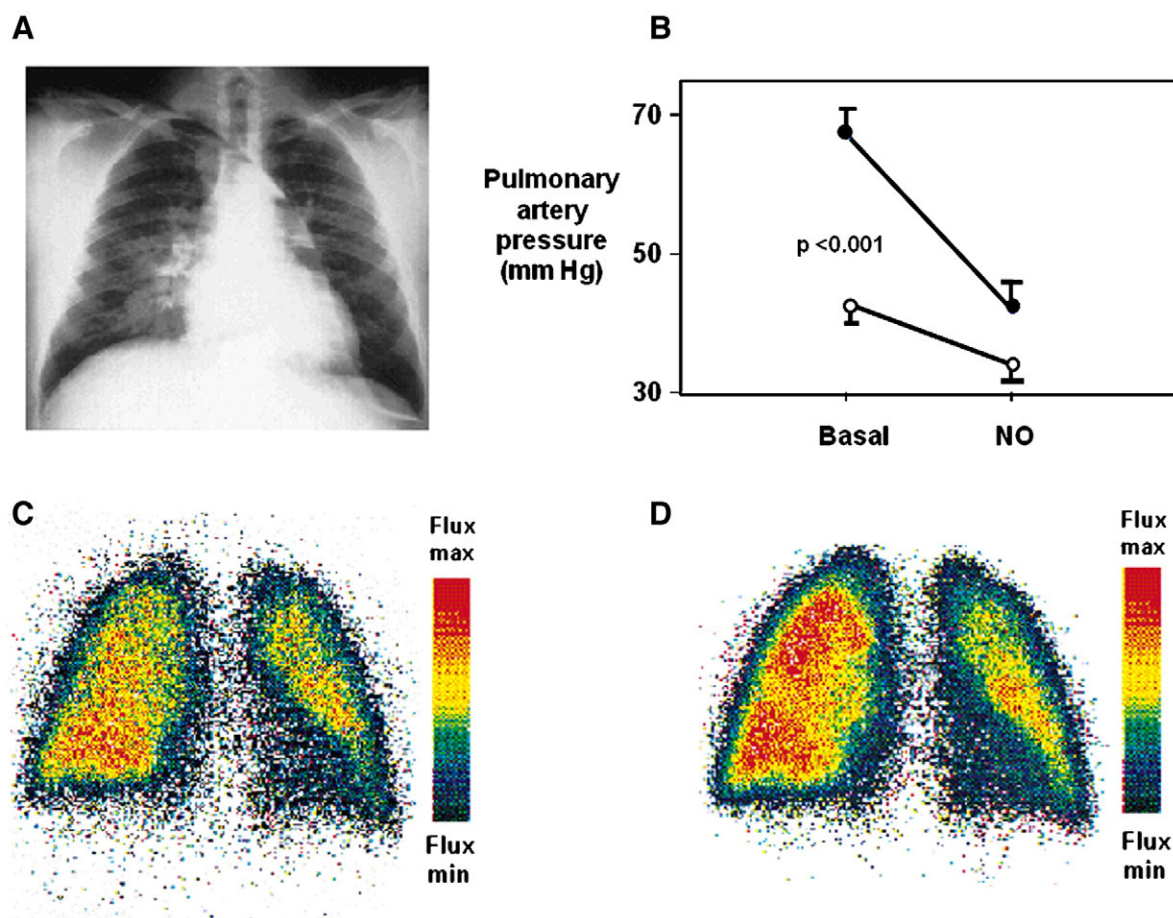 A
B
70
50
30
Pulmonary
artery
pressure
(mm Hg)
p <0.001
Basal
NO
C
Flux
max
Flux
min
D
Flux
max
Flux
min